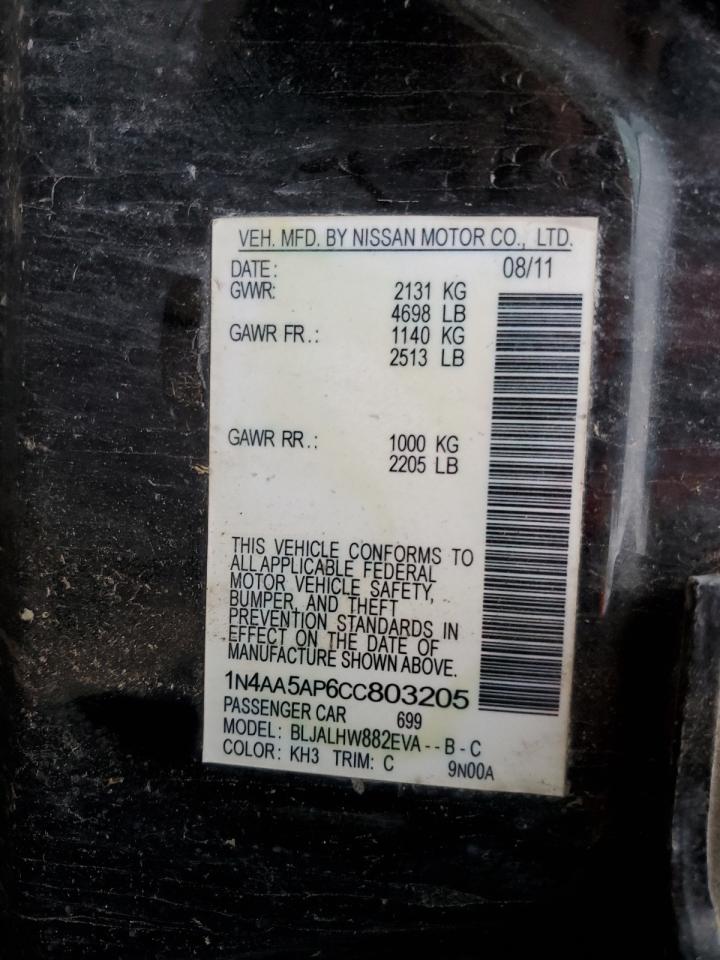 VEH. MFD. BY NISSAN MOTOR CO., LTD.
DATE: 08/11
GVWR: 2131 KG
4698 LB
GAWR FR.: 1140 KG
2513 LB
GAWR RR.: 1000 KG
2205 LB
THIS VEHICLE CONFORMS TO
ALL APPLICABLE FEDERAL
MOTOR VEHICLE SAFETY,
BUMPER, AND THEFT
PREVENTION STANDARDS IN
EFFECT ON THE DATE OF
MANUFACTURE SHOWN ABOVE.
1N4AA5AP6CC803205
PASSENGER CAR 699
MODEL: BLJALHW882EVA--B-C
COLOR: KH3 TRIM: C 9N00A